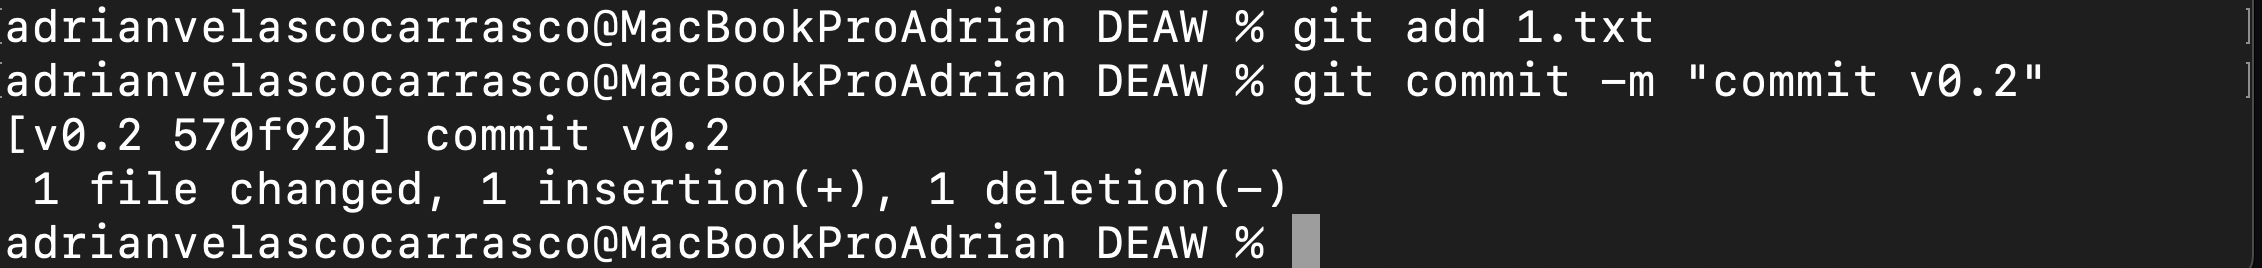 adrianvelascocarrasco@MacBookProAdrian DEAW % git add 1.txt
adrianvelascocarrasco@MacBookProAdrian DEAW % git commit -m "commit v0.2"
[v0.2 570f92b] commit v0.2
 1 file changed, 1 insertion(+), 1 deletion(-)
adrianvelascocarrasco@MacBookProAdrian DEAW %